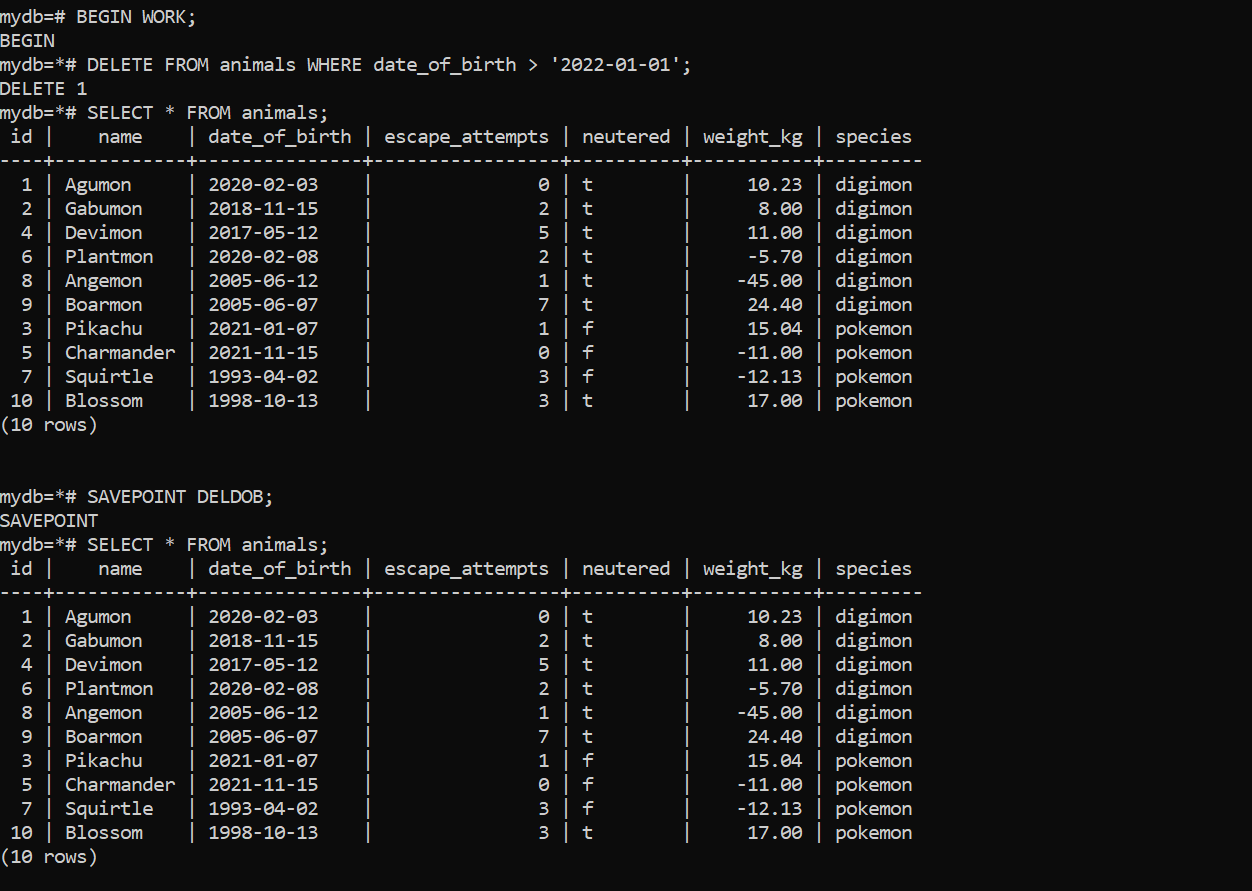 mydb=# BEGIN WORK;
BEGIN
mydb=*# DELETE FROM animals WHERE date_of_birth > '2022-01-01';
DELETE 1
mydb=*# SELECT * FROM animals;
 id |    name    | date_of_birth | escape_attempts | neutered | weight_kg | species
----+------------+---------------+-----------------+----------+-----------+---------
  1 | Agumon     | 2020-02-03    |               0 | t        |     10.23 | digimon
  2 | Gabumon    | 2018-11-15    |               2 | t        |      8.00 | digimon
  4 | Devimon    | 2017-05-12    |               5 | t        |     11.00 | digimon
  6 | Plantmon   | 2020-02-08    |               2 | t        |     -5.70 | digimon
  8 | Angemon    | 2005-06-12    |               1 | t        |    -45.00 | digimon
  9 | Boarmon    | 2005-06-07    |               7 | t        |     24.40 | digimon
  3 | Pikachu    | 2021-01-07    |               1 | f        |     15.04 | pokemon
  5 | Charmander | 2021-11-15    |               0 | f        |    -11.00 | pokemon
  7 | Squirtle   | 1993-04-02    |               3 | f        |    -12.13 | pokemon
 10 | Blossom    | 1998-10-13    |               3 | t        |     17.00 | pokemon
(10 rows)
mydb=*# SAVEPOINT DELDOB;
SAVEPOINT
mydb=*# SELECT * FROM animals;
 id |    name    | date_of_birth | escape_attempts | neutered | weight_kg | species
----+------------+---------------+-----------------+----------+-----------+---------
  1 | Agumon     | 2020-02-03    |               0 | t        |     10.23 | digimon
  2 | Gabumon    | 2018-11-15    |               2 | t        |      8.00 | digimon
  4 | Devimon    | 2017-05-12    |               5 | t        |     11.00 | digimon
  6 | Plantmon   | 2020-02-08    |               2 | t        |     -5.70 | digimon
  8 | Angemon    | 2005-06-12    |               1 | t        |    -45.00 | digimon
  9 | Boarmon    | 2005-06-07    |               7 | t        |     24.40 | digimon
  3 | Pikachu    | 2021-01-07    |               1 | f        |     15.04 | pokemon
  5 | Charmander | 2021-11-15    |               0 | f        |    -11.00 | pokemon
  7 | Squirtle   | 1993-04-02    |               3 | f        |    -12.13 | pokemon
 10 | Blossom    | 1998-10-13    |               3 | t        |     17.00 | pokemon
(10 rows)